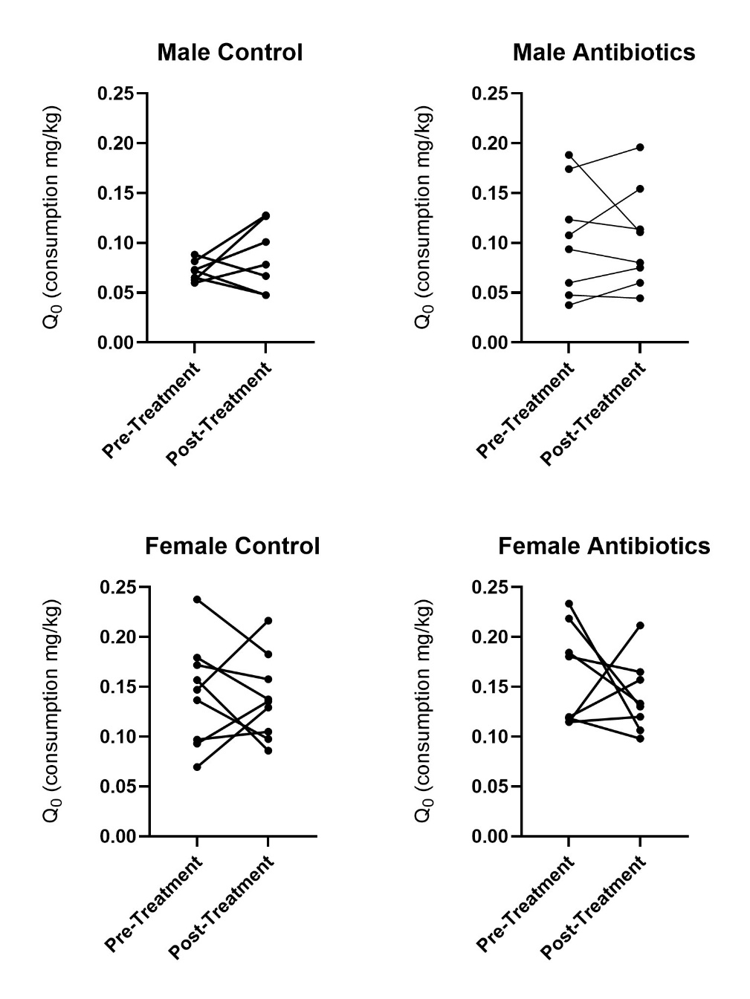 Male Control
Q0 (consumption mg/kg)
0.25
0.20
0.15
0.10
0.05
0.00
Pre-Treatment
Post-Treatment
Male Antibiotics
Q0 (consumption mg/kg)
0.25
0.20
0.15
0.10
0.05
0.00
Pre-Treatment
Post-Treatment
Female Control
Q0 (consumption mg/kg)
0.25
0.20
0.15
0.10
0.05
0.00
Pre-Treatment
Post-Treatment
Female Antibiotics
Q0 (consumption mg/kg)
0.25
0.20
0.15
0.10
0.05
0.00
Pre-Treatment
Post-Treatment